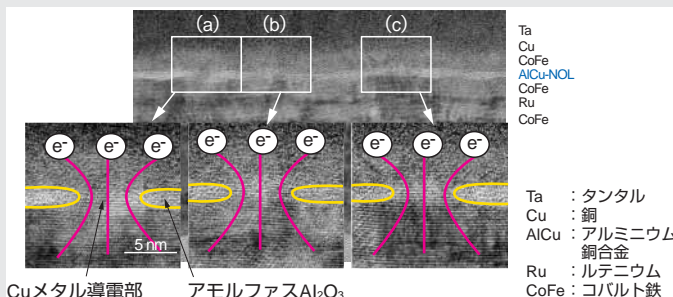 (a)
(b)
(c)
Ta
Cu
CoFe
AlCu-NOL
CoFe
Ru
CoFe
e-
e-
e-
e-
e-
e-
e-
e-
e-
5 nm
Cuメタル導電部
アモルファスAl₂O₃
Ta :タンタル
Cu :銅
AlCu :アルミニウム
銅合金
Ru :ルテニウム
CoFe:コバルト鉄